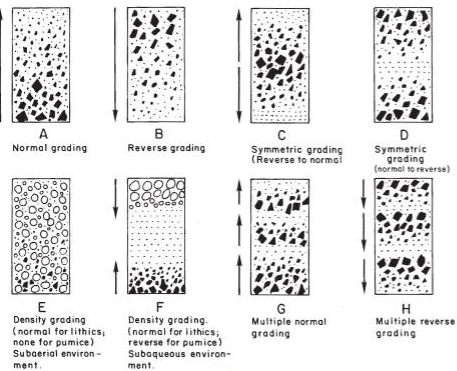 A
Normal grading
B
Reverse grading
C
Symmetric grading
(Reverse to normal
D
Symmetric
grading
(normal to reverse)
E
Density grading
(normal for lithics;
none for pumice)
Subaerial environ-
ment.
F
Density grading.
(normal for lithics;
reverse for pumice)
Subaqueous environ-
ment.
G
Multiple normal
grading
H
Multiple reverse
grading